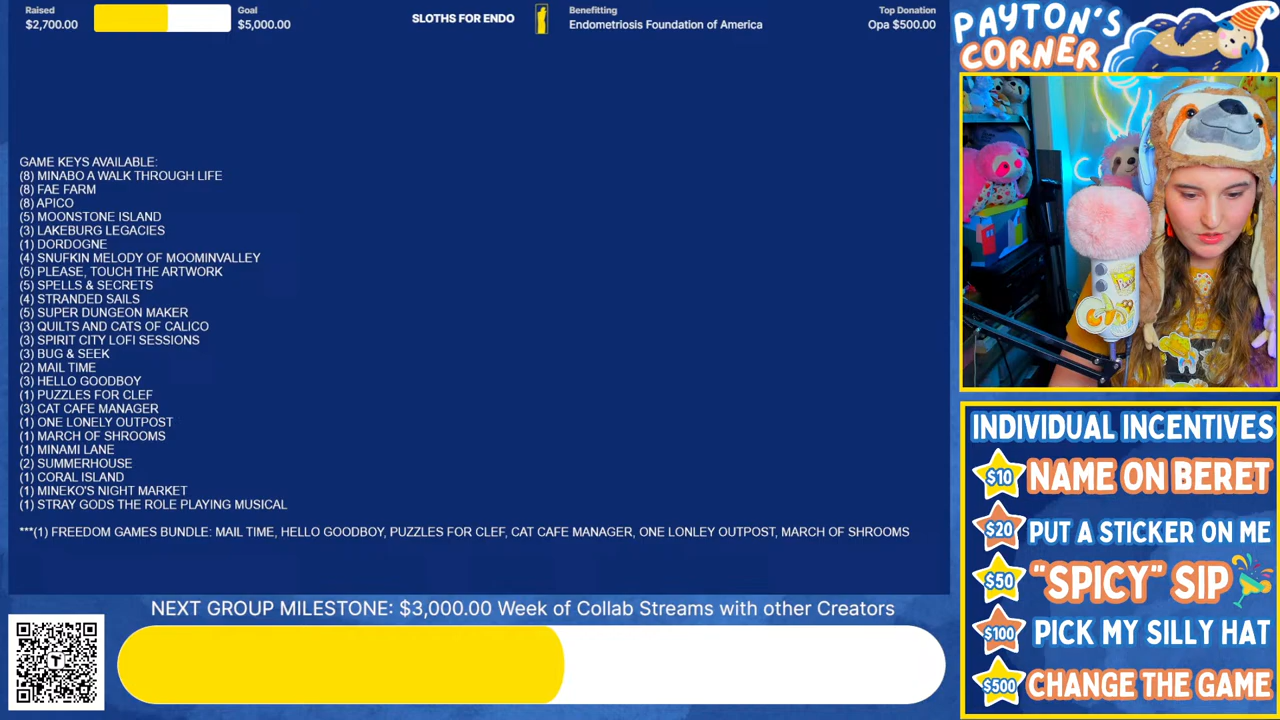 Raised
$2,700.00
Goal
$5,000.00
SLOTHS FOR ENDO
Benefitting
Endometriosis Foundation of America
Top Donation
Opa $500.00
PAYTON'S
CORNER
GAME KEYS AVAILABLE:
(8) MINABO A WALK THROUGH LIFE
(8) FAE FARM
(8) APICO
(5) MOONSTONE ISLAND
(3) LAKEBURG LEGACIES
(1) DORDOGNE
(4) SNUFKIN MELODY OF MOOMINVALLEY
(5) PLEASE, TOUCH THE ARTWORK
(5) SPELLS & SECRETS
(4) STRANDED SAILS
(5) SUPER DUNGEON MAKER
(3) QUILTS AND CATS OF CALICO
(3) SPIRIT CITY LOFI SESSIONS
(3) BUG & SEEK
(2) MAIL TIME
(3) HELLO GOODBOY
(1) PUZZLES FOR CLEF
(3) CAT CAFE MANAGER
(1) ONE LONELY OUTPOST
(1) MARCH OF SHROOMS
(1) MINAMI LANE
(2) SUMMERHOUSE
(1) CORAL ISLAND
(1) MINEKO'S NIGHT MARKET
(1) STRAY GODS THE ROLE PLAYING MUSICAL
***(1) FREEDOM GAMES BUNDLE: MAIL TIME, HELLO GOODBOY, PUZZLES FOR CLEF, CAT CAFE MANAGER, ONE LONLEY OUTPOST, MARCH OF SHROOMS
NEXT GROUP MILESTONE: $3,000.00 Week of Collab Streams with other Creators
INDIVIDUAL INCENTIVES
$10 NAME ON BERET
$20 PUT A STICKER ON ME
$50 "SPICY" SIP
$100 PICK MY SILLY HAT
$500 CHANGE THE GAME